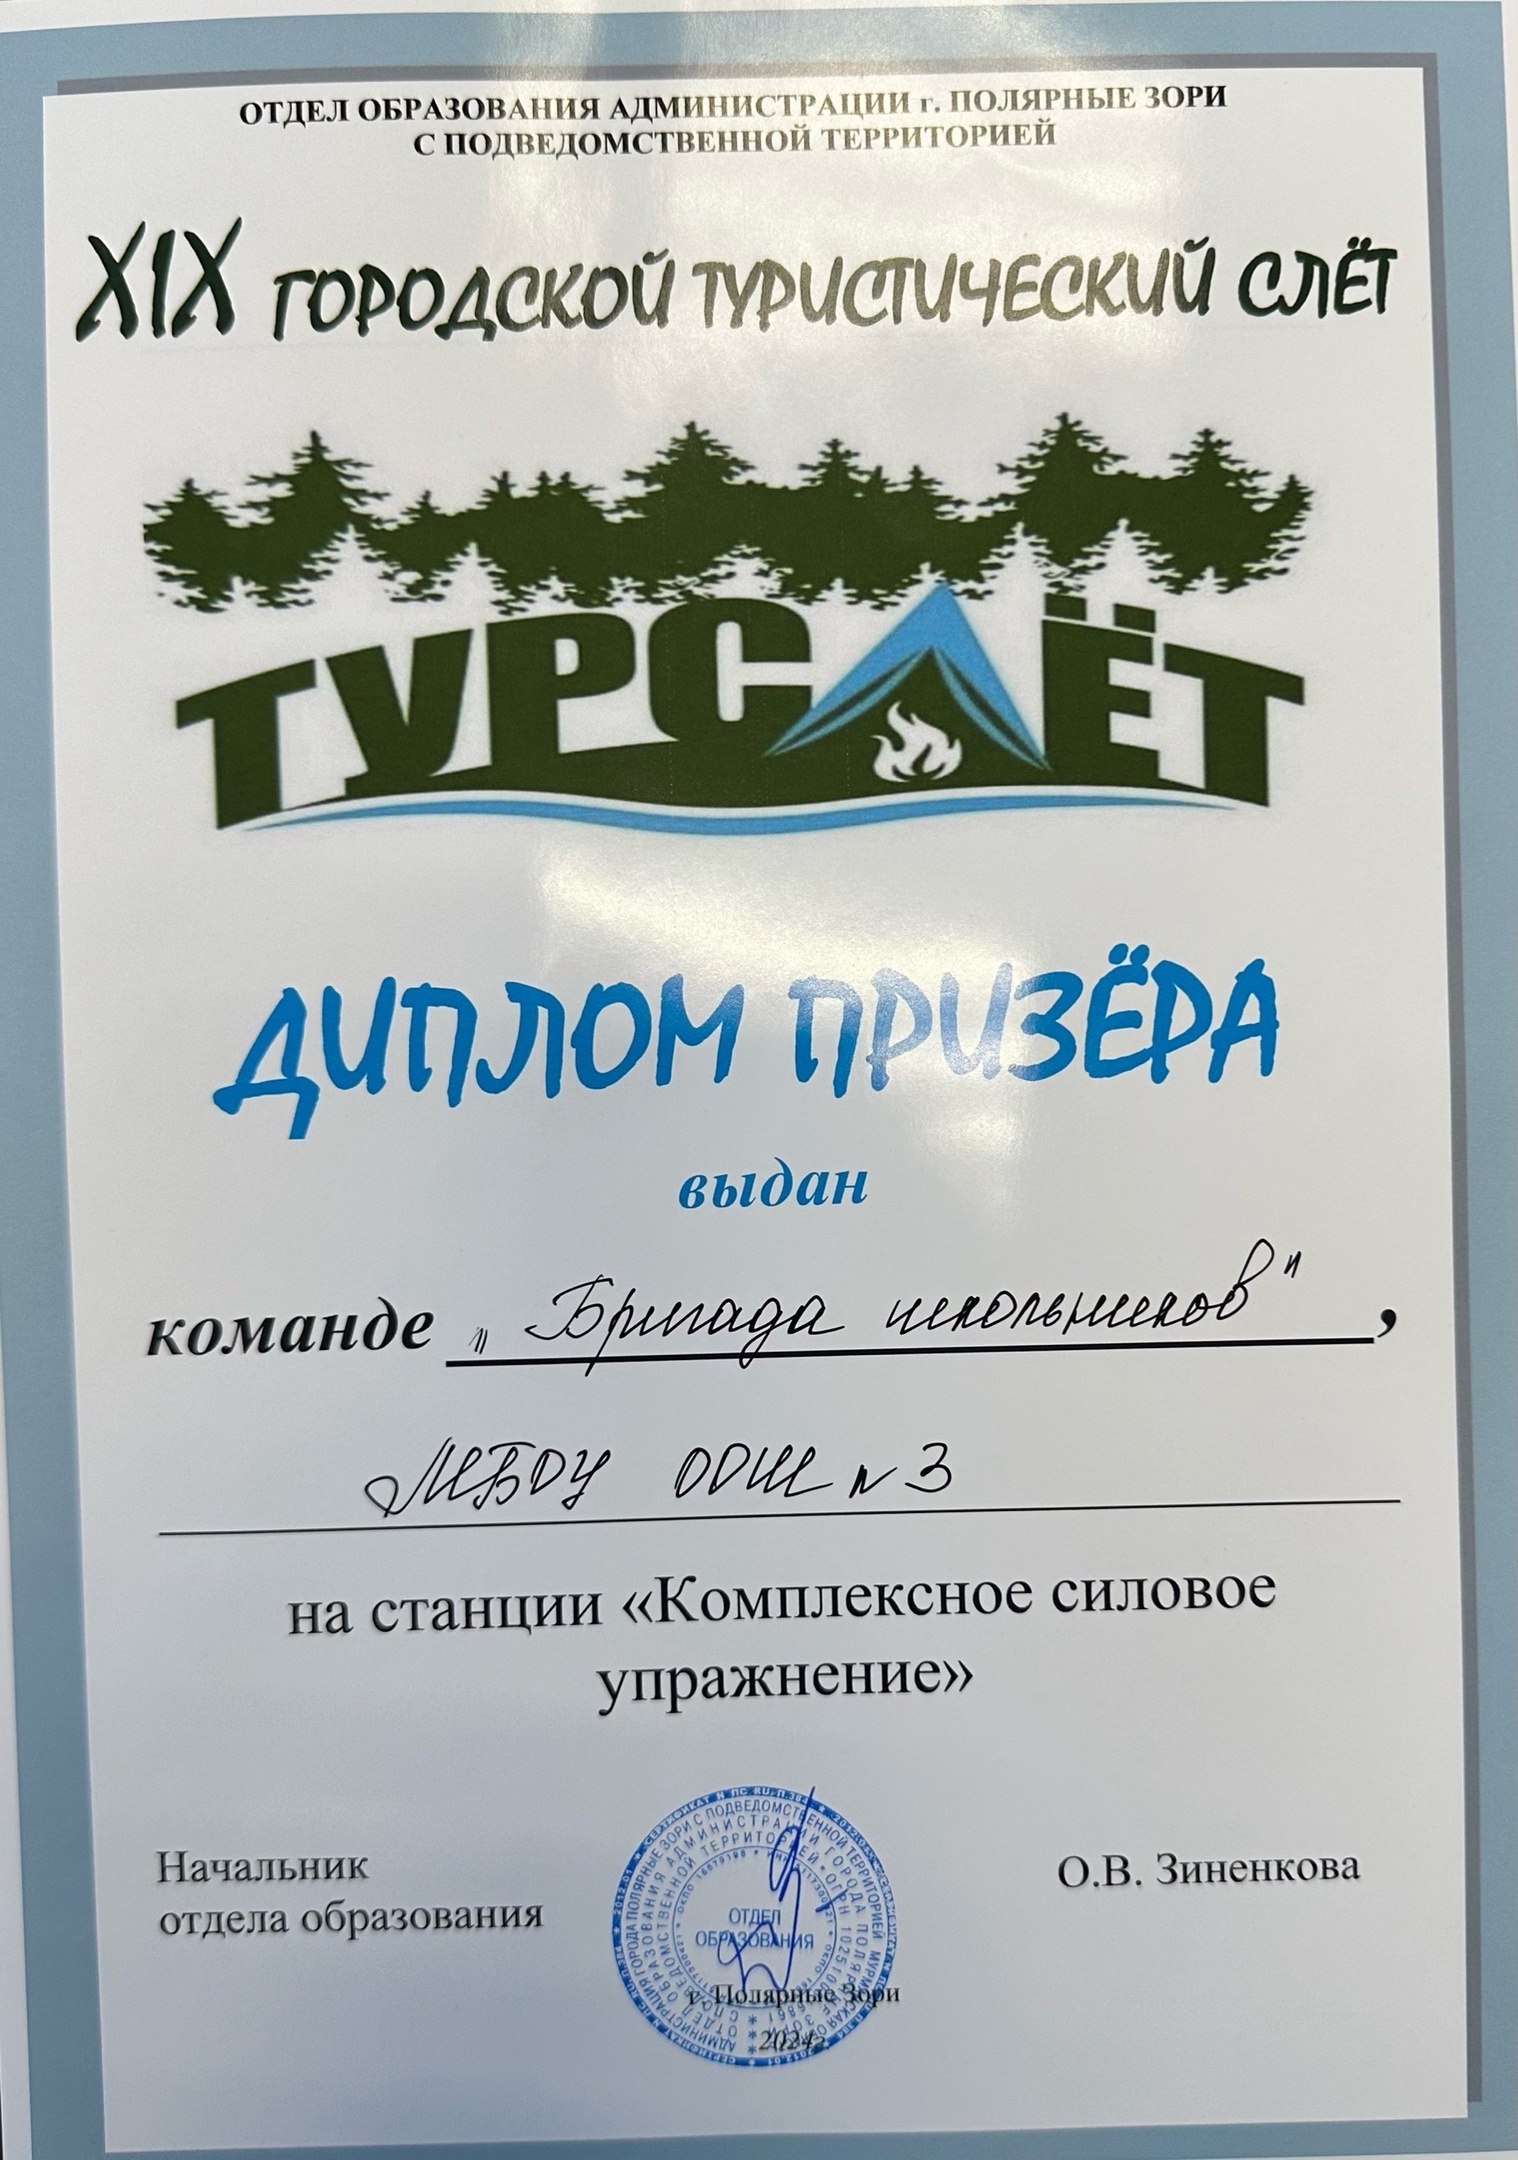 ОТДЕЛ ОБРАЗОВАНИЯ АДМИНИСТРАЦИИ г. ПОЛЯРНЫЕ ЗОРИ
С ПОДВЕДОМСТВЕННОЙ ТЕРРИТОРИЕЙ
XIX ГОРОДСКОЙ ТУРИСТИЧЕСКИЙ СЛЁТ
ТУРСЛЁТ
ДИПЛОМ ПРИЗЁРА
выдан
команде „Бригада школьников",
МБОУ ООШ N 3
на станции «Комплексное силовое
упражнение»
Начальник
отдела образования
О.В. Зиненкова
ОТДЕЛ
ОБРАЗОВАНИЯ
г. Полярные Зори
2024